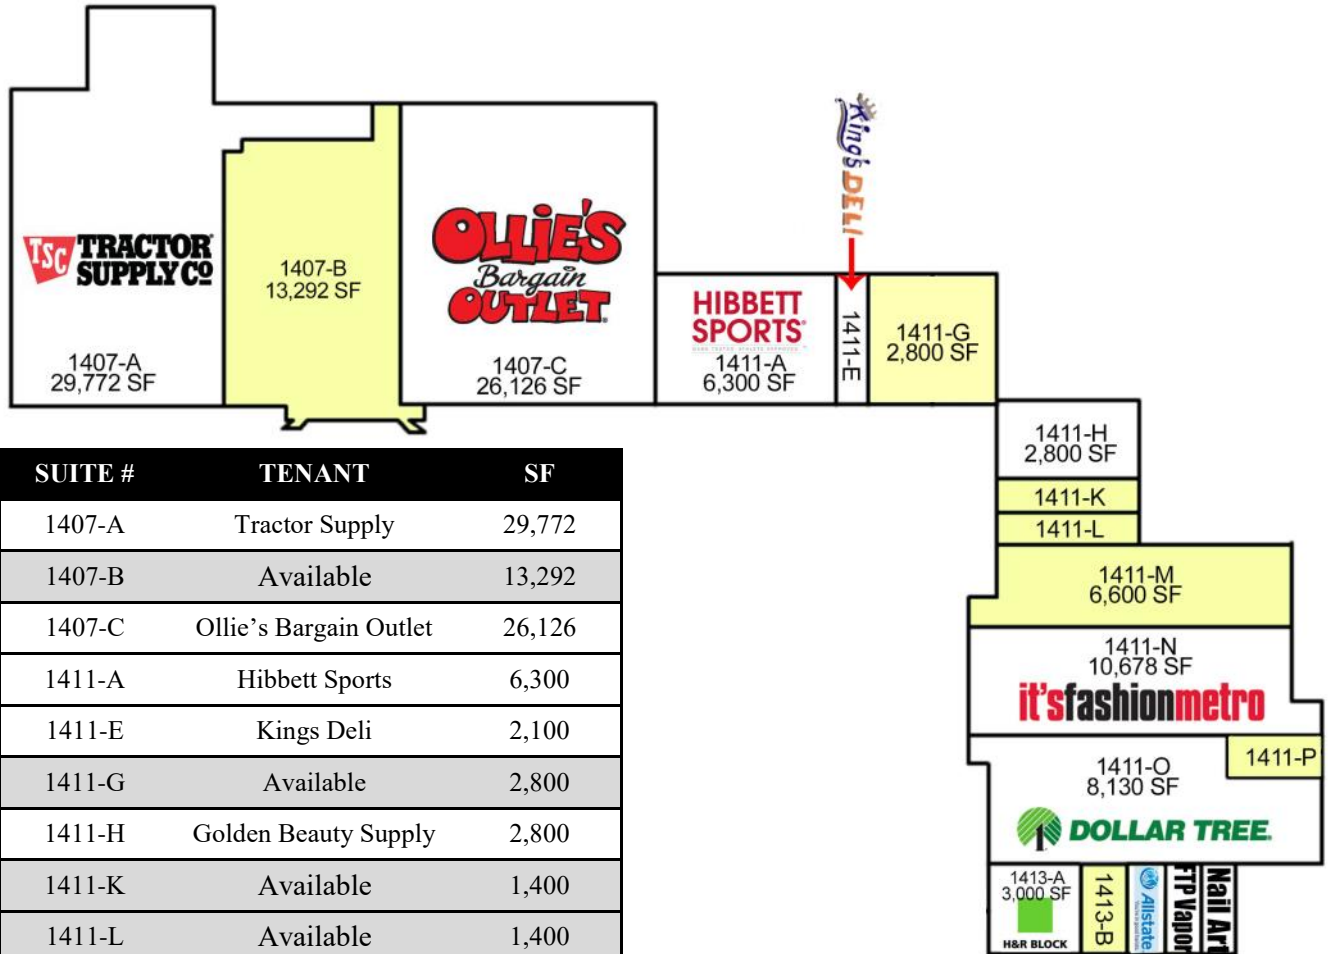 King's DELI
TSC TRACTOR
SUPPLY CO
1407-A
29,772 SF
1407-B
13,292 SF
OLLIE'S
Bargain
OUTLET
1407-C
26,126 SF
HIBBETT
SPORTS
1411-A
6,300 SF
1411-E
1411-G
2,800 SF
1411-H
2,800 SF
1411-K
1411-L
1411-M
6,600 SF
1411-N
10,678 SF
it'sfashionmetro
1411-P
1411-O
8,130 SF
DOLLAR TREE
1413-A
3,000 SF
H&R BLOCK
1413-B
Allstate
FTP Vapor
Nail Art
SUITE # TENANT SF
1407-A Tractor Supply 29,772
1407-B Available 13,292
1407-C Ollie’s Bargain Outlet 26,126
1411-A Hibbett Sports 6,300
1411-E Kings Deli 2,100
1411-G Available 2,800
1411-H Golden Beauty Supply 2,800
1411-K Available 1,400
1411-L Available 1,400